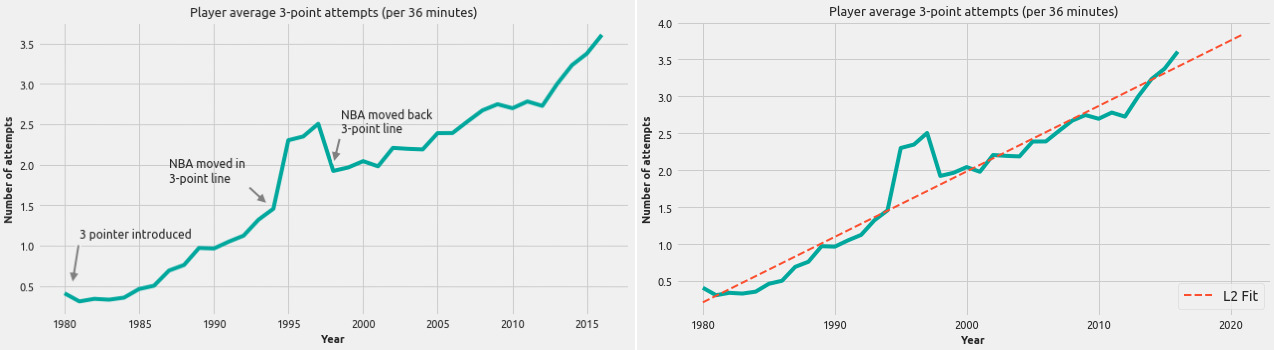 Player average 3-point attempts (per 36 minutes)
Number of attempts
3.5
3.0
2.5
2.0
1.5
1.0
0.5
NBA moved back
3-point line
NBA moved in
3-point line
3 pointer introduced
1980 1985 1990 1995 2000 2005 2010 2015
Year
Player average 3-point attempts (per 36 minutes)
Number of attempts
4.0
3.5
3.0
2.5
2.0
1.5
1.0
0.5
L2 Fit
1980 1990 2000 2010 2020
Year